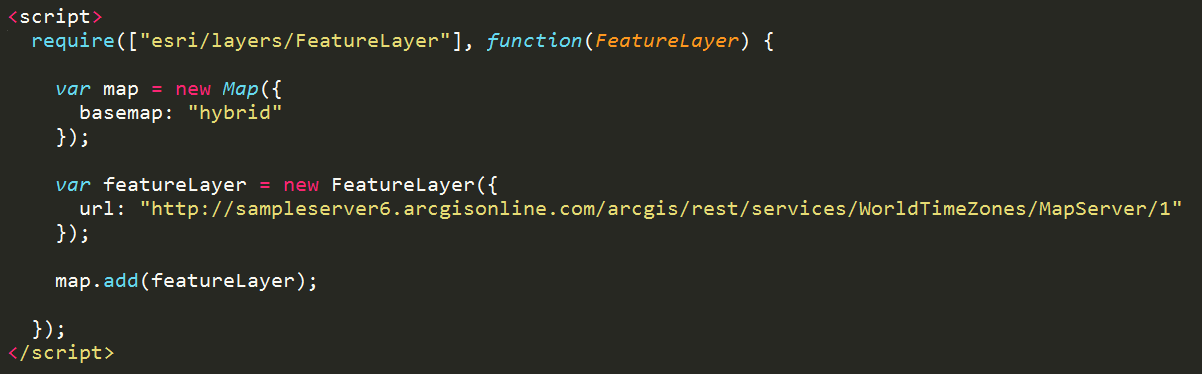 <script>
require(["esri/layers/FeatureLayer"], function(FeatureLayer) {
var map = new Map({
basemap: "hybrid"
});
var featureLayer = new FeatureLayer({
url: "http://sampleserver6.arcgisonline.com/arcgis/rest/services/WorldTimeZones/MapServer/1"
});
map.add(featureLayer);
});
</script>